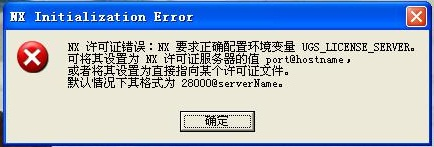 NX Initialization Error
NX 许可证错误：NX 要求正确配置环境变量 UGS_LICENSE_SERVER。
可将其设置为 NX 许可证服务器的值 port@hostname，
或者将其设置为直接指向某个许可证文件。
默认情况下其格式为 28000@serverName。
确定